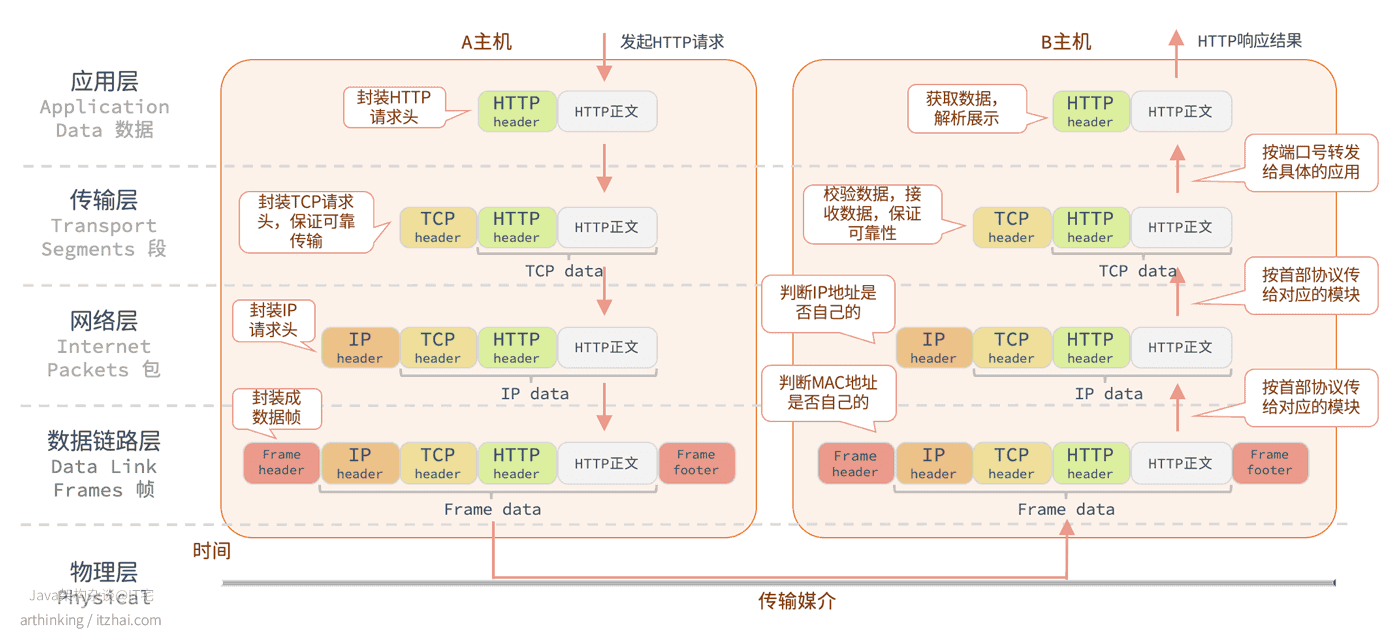 A主机
发起HTTP请求
B主机
HTTP响应结果
应用层
Application
Data 数据
封装HTTP
请求头
HTTP
header
HTTP正文
获取数据，
解析展示
HTTP
header
HTTP正文
按端口号转发
给具体的应用
传输层
Transport
Segments 段
封装TCP请求
头，保证可靠
传输
TCP
header
HTTP
header
HTTP正文
TCP data
校验数据，接
收数据，保证
可靠性
TCP
header
HTTP
header
HTTP正文
TCP data
按首部协议传
给对应的模块
网络层
Internet
Packets 包
封装IP
请求头
IP
header
TCP
header
HTTP
header
HTTP正文
IP data
判断IP地址是
否自己的
IP
header
TCP
header
HTTP
header
HTTP正文
IP data
按首部协议传
给对应的模块
数据链路层
Data Link
Frames 帧
封装成
数据帧
Frame
header
IP
header
TCP
header
HTTP
header
HTTP正文
Frame
footer
Frame data
判断MAC地址
是否自己的
Frame
header
IP
header
TCP
header
HTTP
header
HTTP正文
Frame
footer
Frame data
时间
物理层
Physical
传输媒介
Java架构杂谈@IT宅
arthinking / itzhai.com